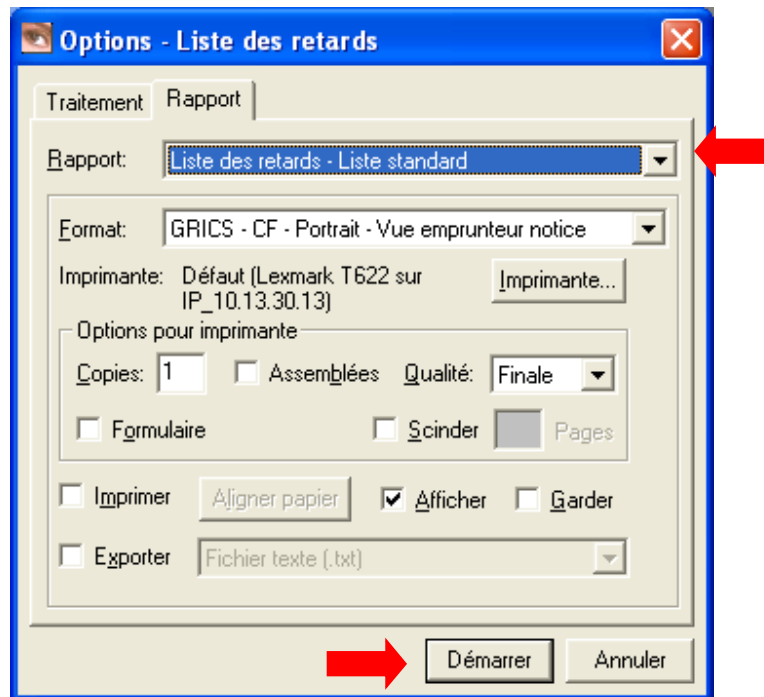 Options - Liste des retards
Traitement Rapport
Rapport: Liste des retards - Liste standard
Format: GRICS - CF - Portrait - Vue emprunteur notice
Imprimante: Défaut (Lexmark T622 sur Imprimante...
IP_10.13.30.13)
Options pour imprimante
Copies: 1 Assemblées Qualité: Finale
Formulaire Scinder Pages
Imprimer Aligner papier Afficher Garder
Exporter Fichier texte (.txt)
Démarrer Annuler